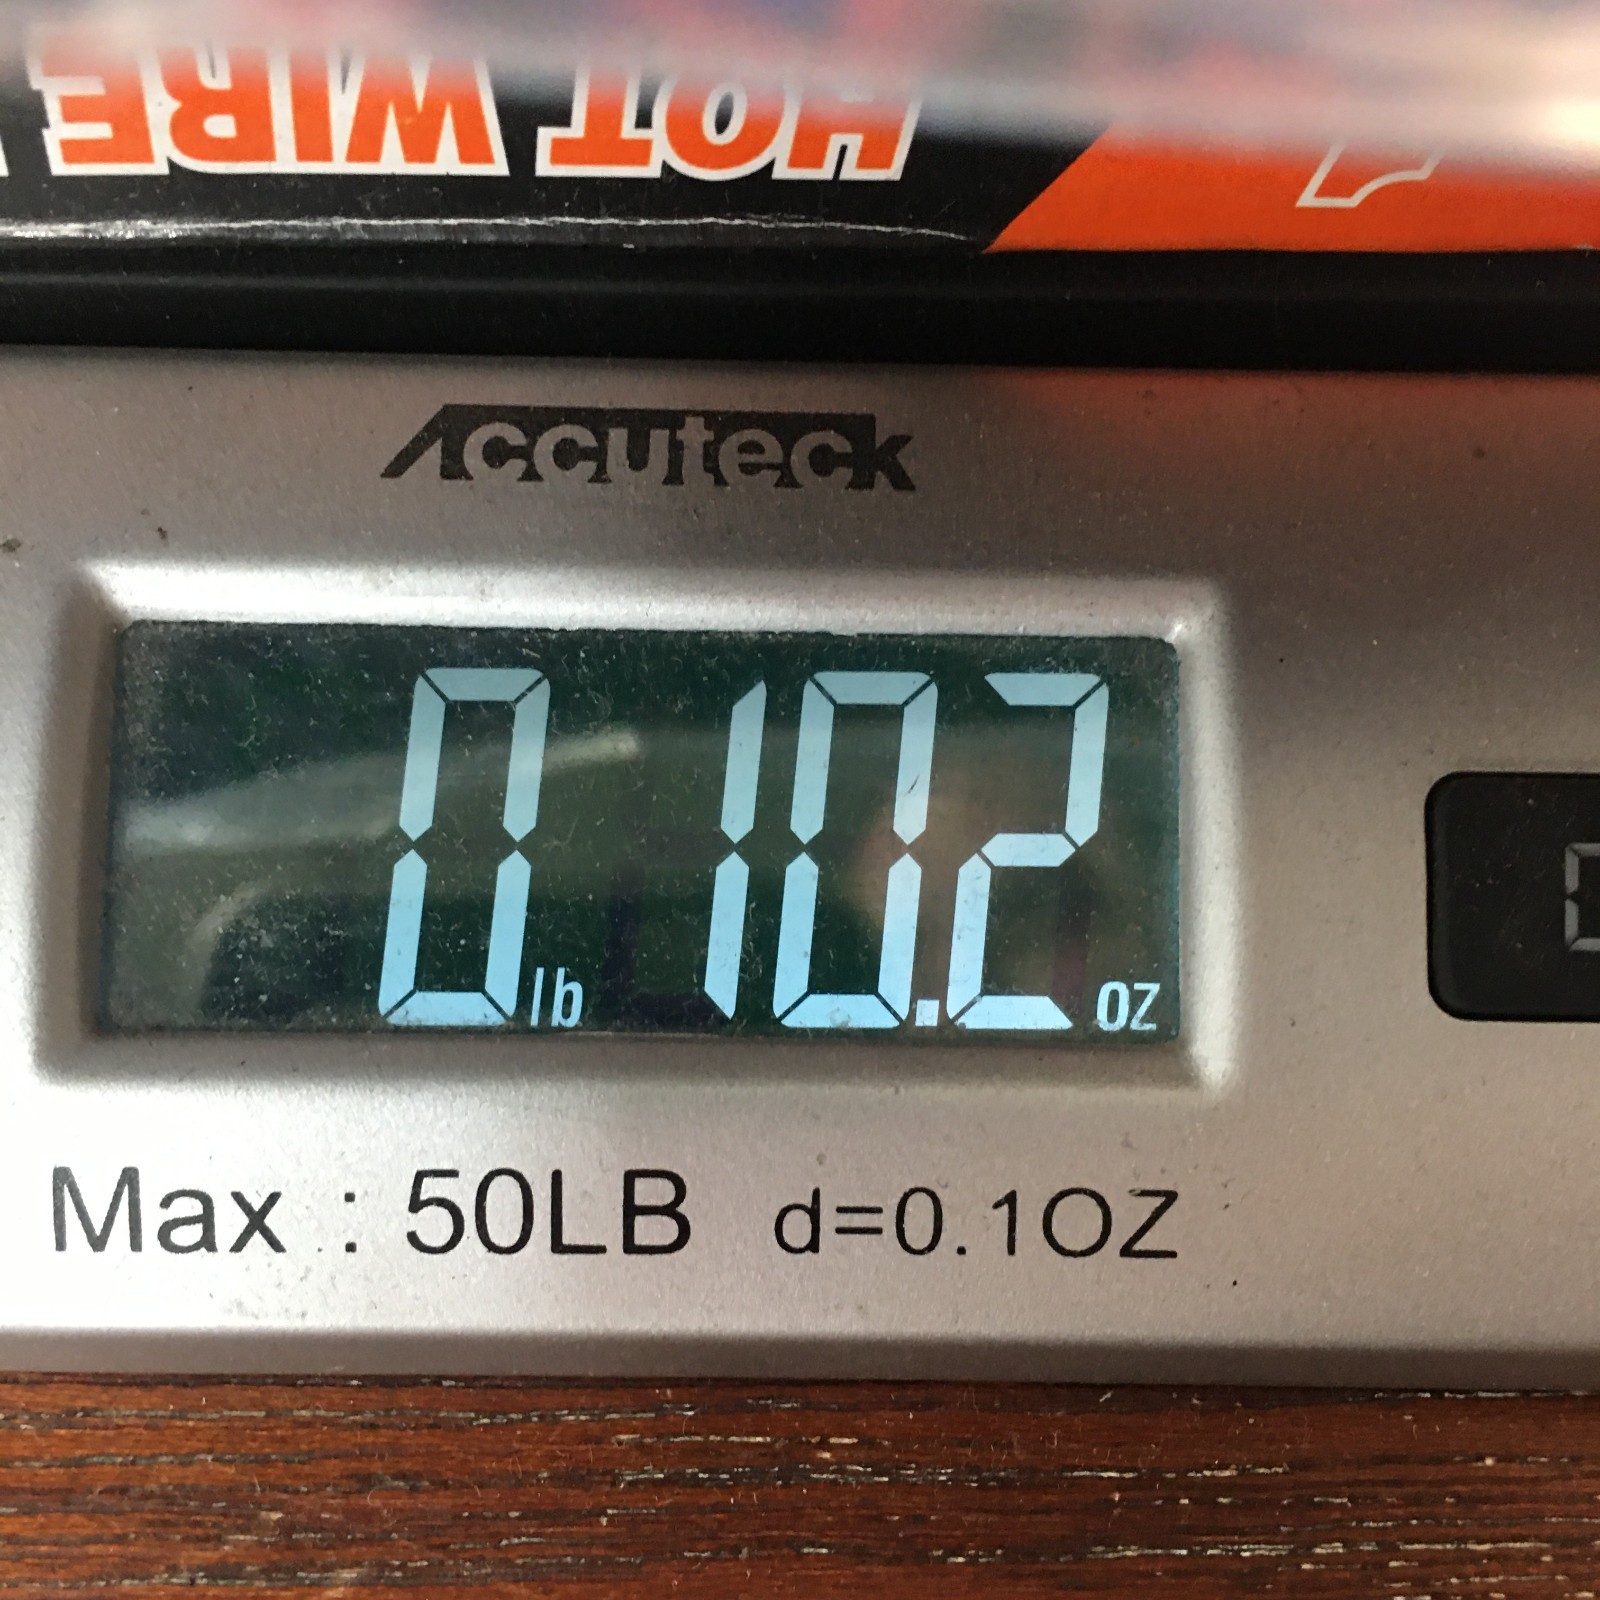 HOT WIRE
Accuteck
0 lb 10.2 oz
Max : 50LB d=0.1OZ